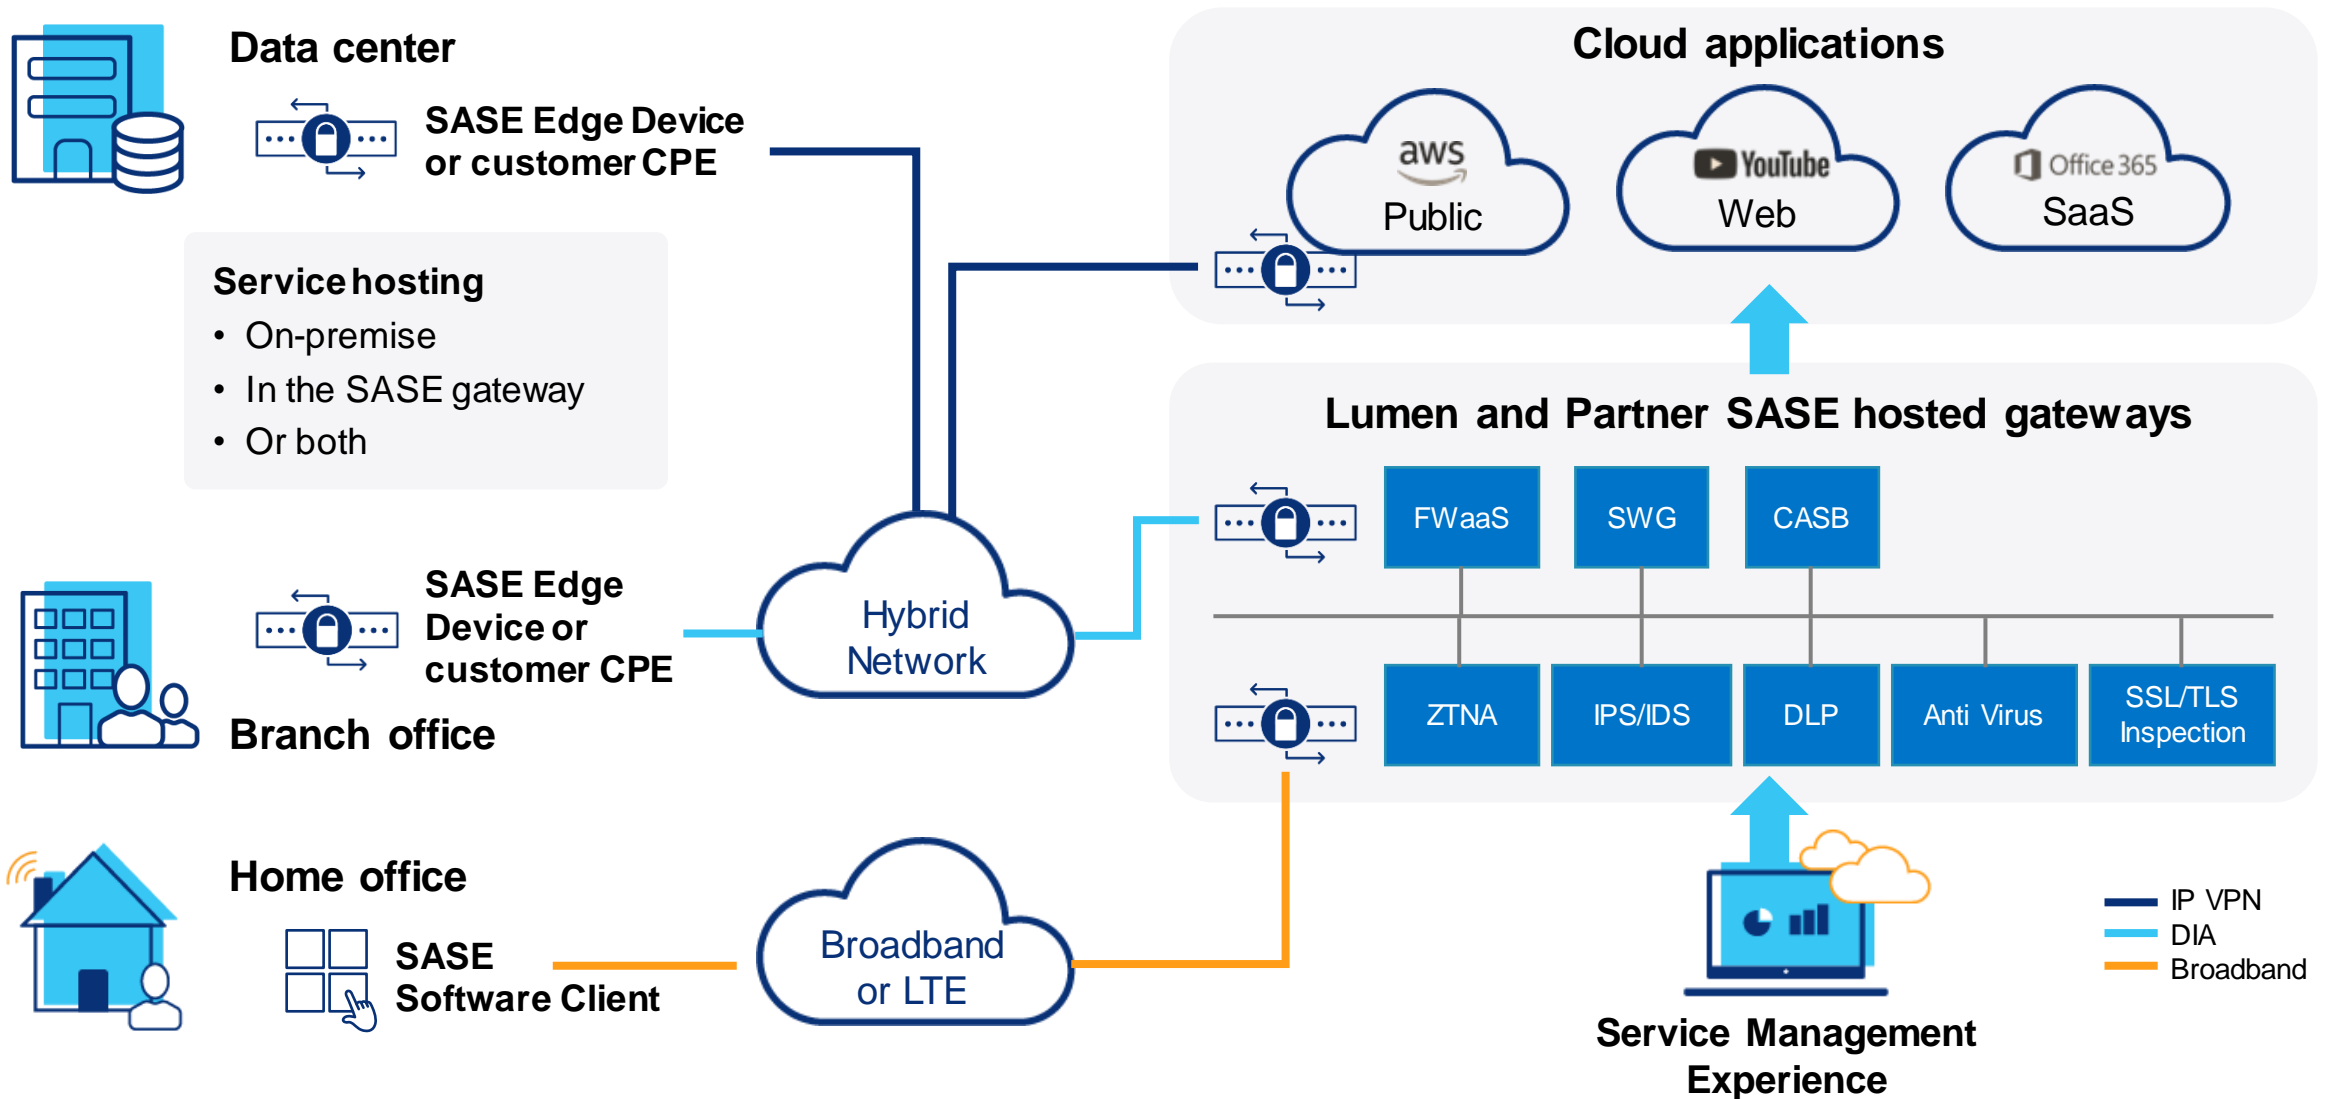 Data center
SASE Edge Device
or customer CPE
Service hosting
• On-premise
• In the SASE gateway
• Or both
SASE Edge
Device or
customer CPE
Branch office
Home office
SASE
Software Client
Hybrid
Network
Broadband
or LTE
Cloud applications
aws
Public
YouTube
Web
Office 365
SaaS
Lumen and Partner SASE hosted gateways
FWaaS
SWG
CASB
ZTNA
IPS/IDS
DLP
Anti Virus
SSL/TLS
Inspection
Service Management
Experience
IP VPN
DIA
Broadband